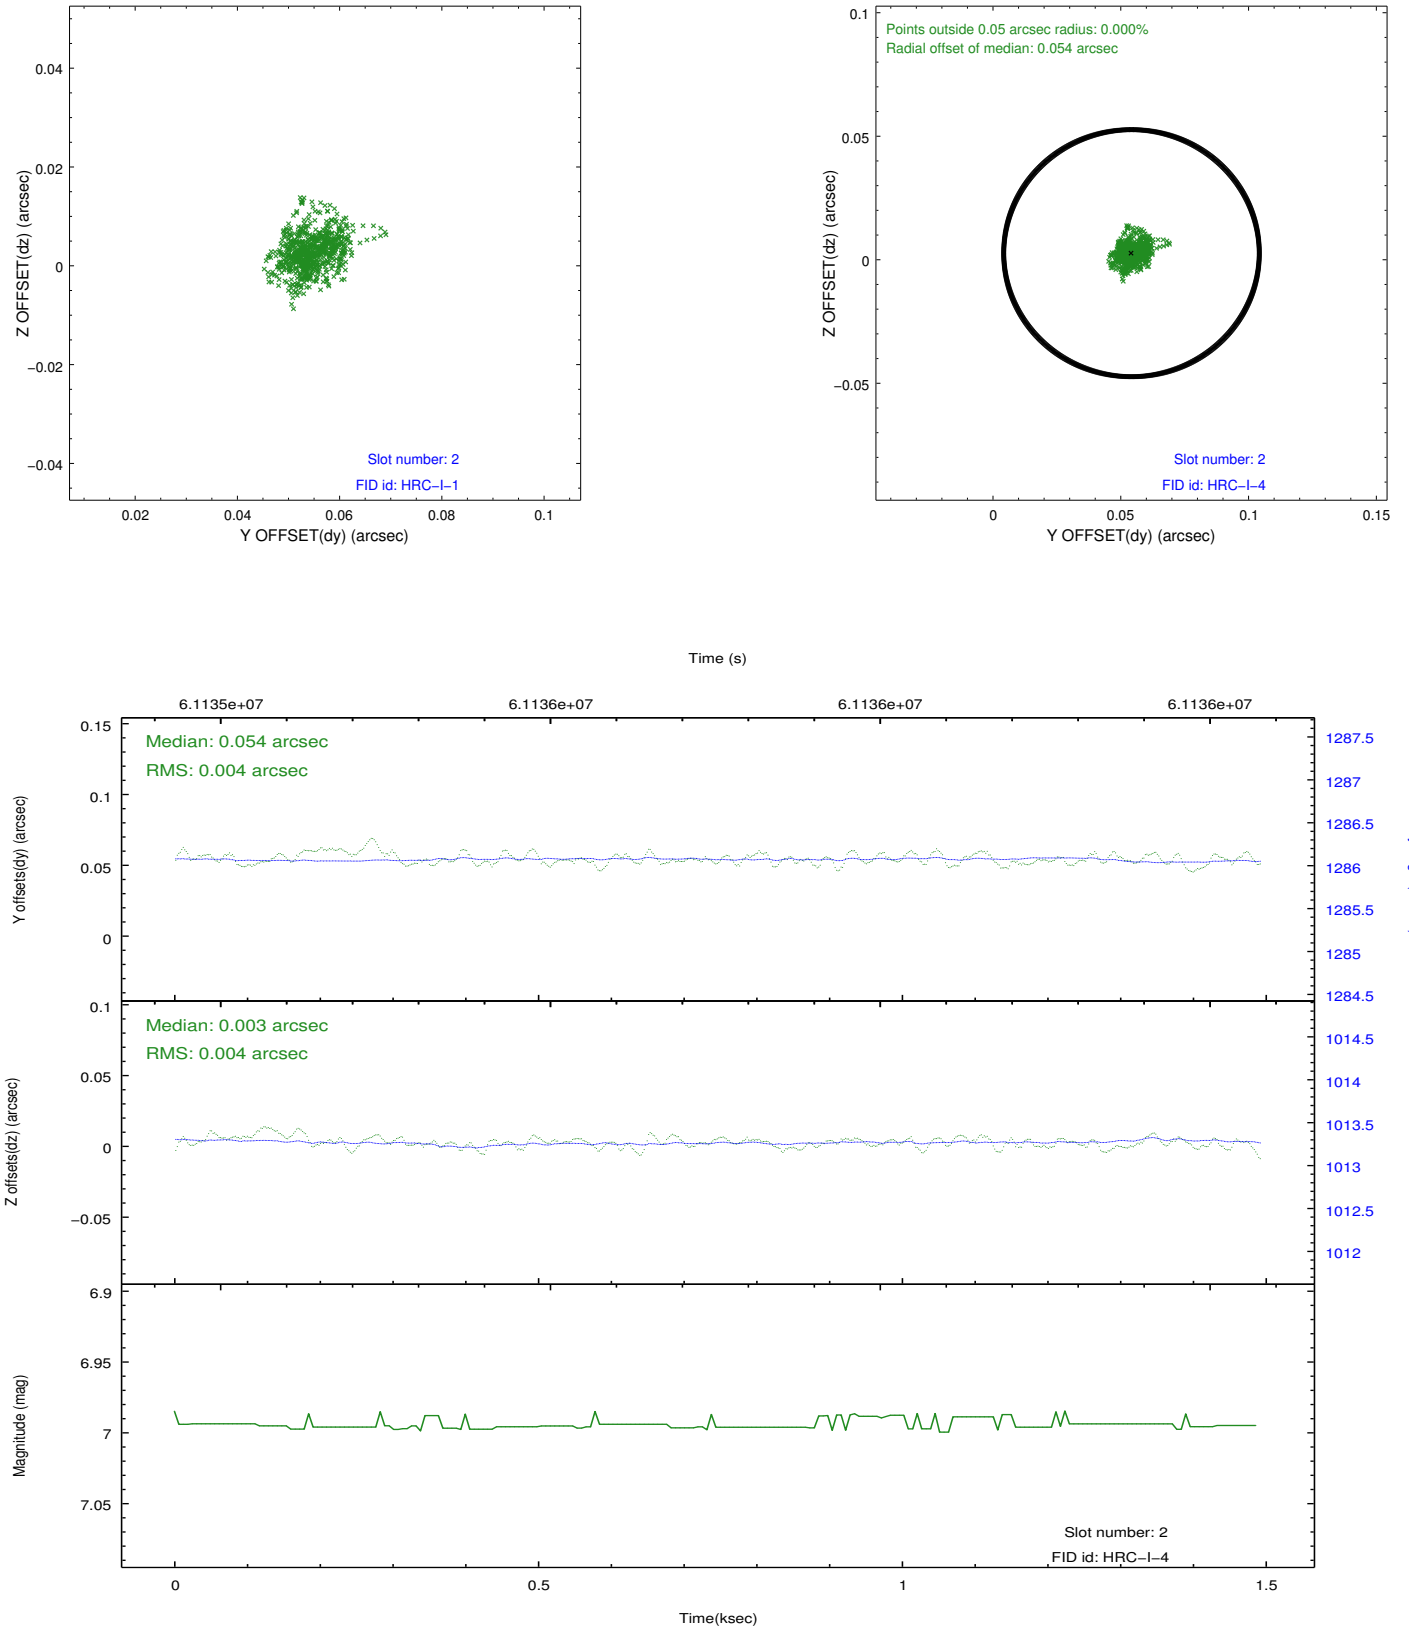 0.04
0.02
0
−0.02
−0.04
Z OFFSET(dz) (arcsec)
Slot number: 2
FID id: HRC−I−1
0.02
0.04
0.06
0.08
0.1
Y OFFSET(dy) (arcsec)
0.1
0.05
0
−0.05
Z OFFSET(dz) (arcsec)
Points outside 0.05 arcsec radius: 0.000%
Radial offset of median: 0.054 arcsec
Slot number: 2
FID id: HRC−I−4
0
0.05
0.1
0.15
Y OFFSET(dy) (arcsec)
Time (s)
6.1135e+07
6.1136e+07
6.1136e+07
6.1136e+07
0.15
0.1
0.05
0
Y offsets(dy) (arcsec)
Median: 0.054 arcsec
RMS: 0.004 arcsec
1287.5
1287
1286.5
1286
1285.5
1285
1284.5
0.1
0.05
0
−0.05
Z offsets(dz) (arcsec)
Median: 0.003 arcsec
RMS: 0.004 arcsec
1014.5
1014
1013.5
1013
1012.5
1012
6.9
6.95
7
7.05
Magnitude (mag)
Slot number: 2
FID id: HRC−I−4
0
0.5
1
1.5
Time(ksec)